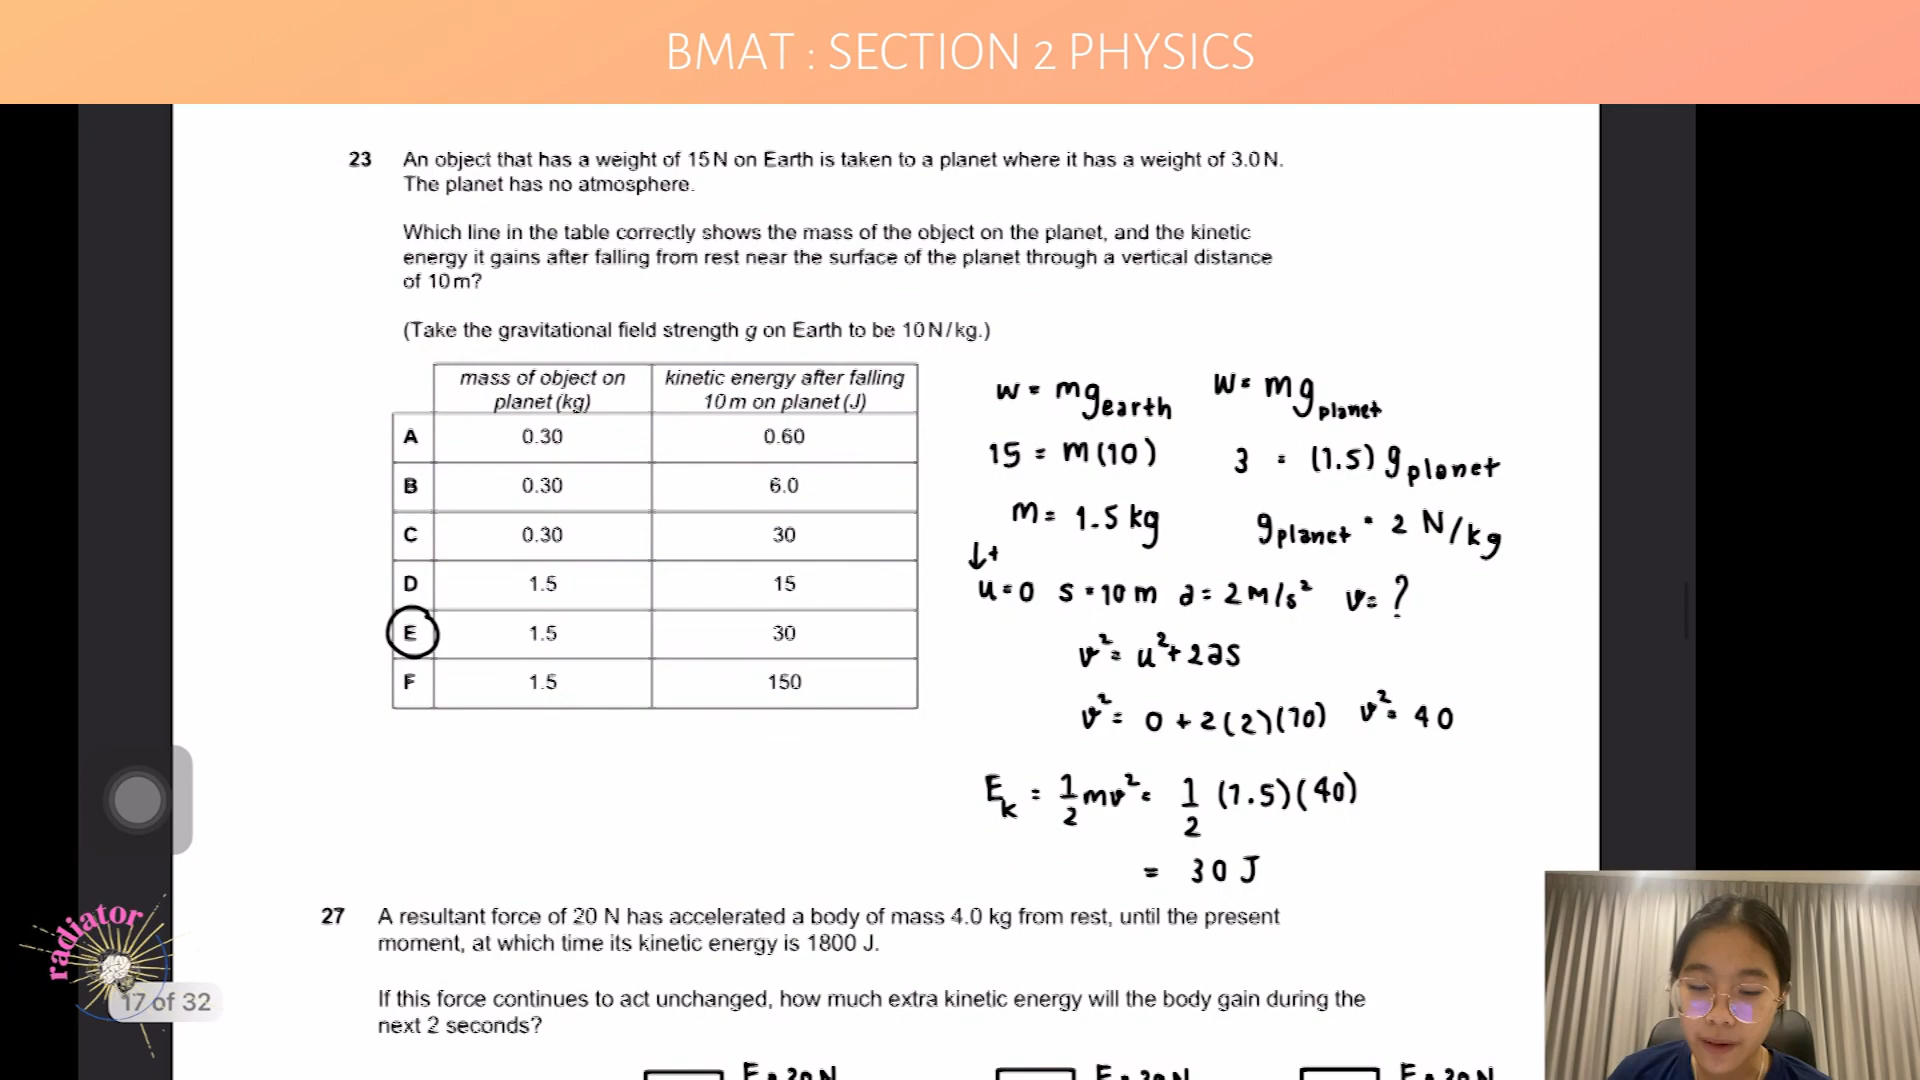 BMAT : SECTION 2 PHYSICS
23 An object that has a weight of 15 N on Earth is taken to a planet where it has a weight of 3.0 N.
The planet has no atmosphere.
Which line in the table correctly shows the mass of the object on the planet, and the kinetic
energy it gains after falling from rest near the surface of the planet through a vertical distance
of 10 m?
(Take the gravitational field strength g on Earth to be 10 N/kg.)
mass of object on planet (kg) kinetic energy after falling 10 m on planet (J)
A 0.30 0.60
B 0.30 6.0
C 0.30 30
D 1.5 15
E 1.5 30
F 1.5 150
W = mg earth W = mg planet
15 = m(10) 3 = (1.5) g planet
m = 1.5 kg g planet = 2 N/kg
↓+
u = 0 s = 10 m a = 2 m/s² v = ?
v² = u² + 2as
v² = 0 + 2(2)(10) v² = 40
E_k = 1/2 mv² = 1/2 (1.5)(40)
= 30 J
27 A resultant force of 20 N has accelerated a body of mass 4.0 kg from rest, until the present
moment, at which time its kinetic energy is 1800 J.
If this force continues to act unchanged, how much extra kinetic energy will the body gain during the
next 2 seconds?
F = 20 N F = 20 N F = 20 N
radiator
17 of 32